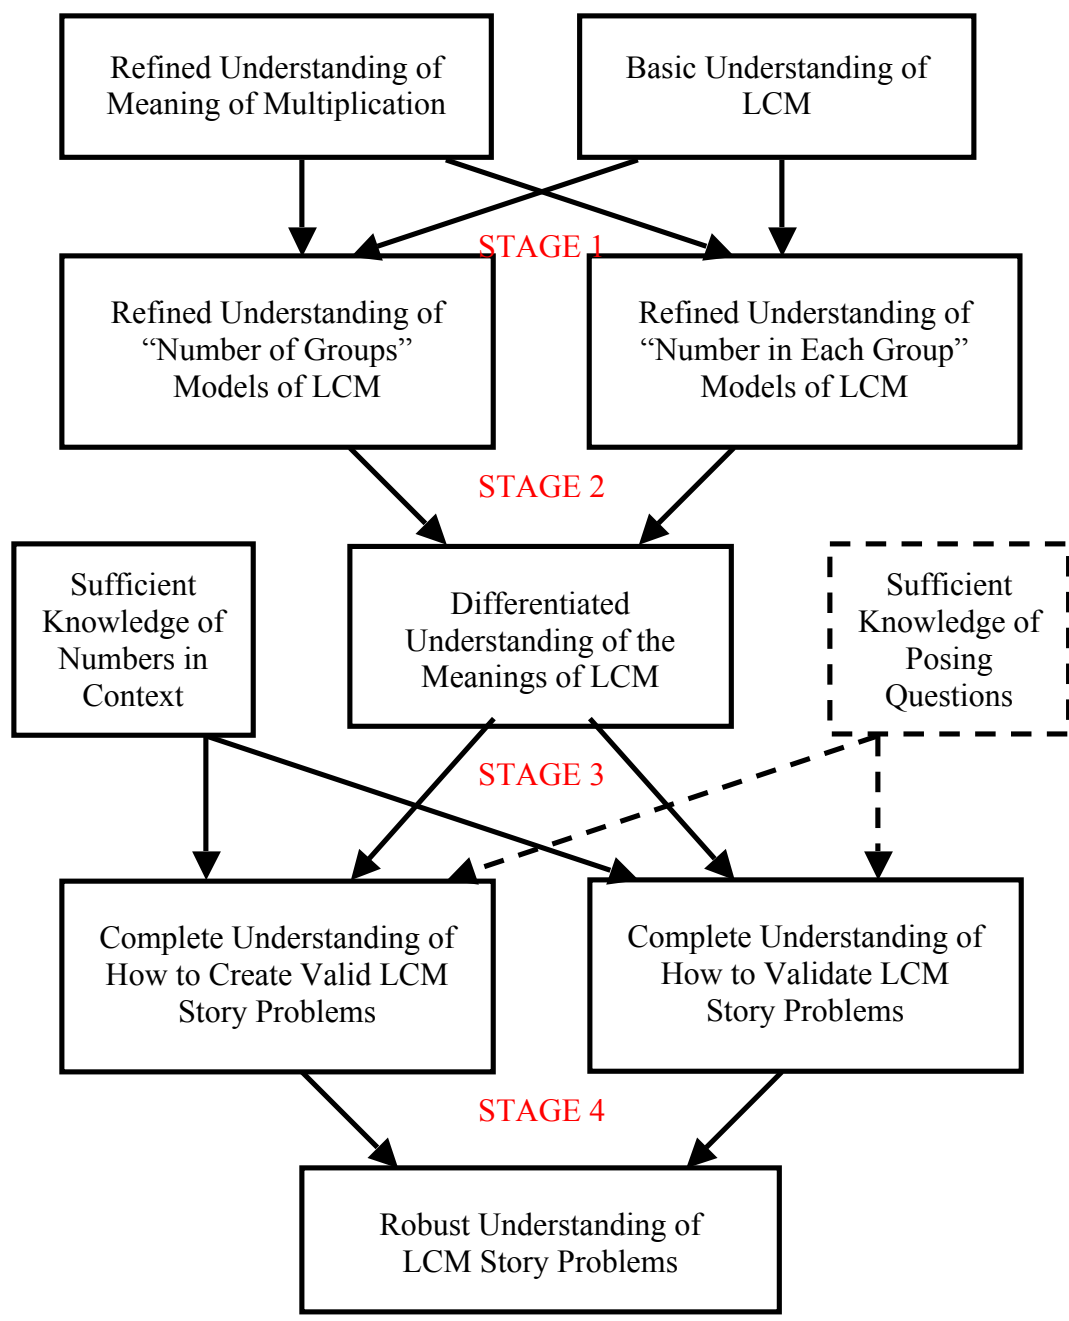 Refined Understanding of
Meaning of Multiplication
Basic Understanding of
LCM
STAGE 1
Refined Understanding of
“Number of Groups”
Models of LCM
Refined Understanding of
“Number in Each Group”
Models of LCM
STAGE 2
Sufficient
Knowledge of
Numbers in
Context
Differentiated
Understanding of the
Meanings of LCM
Sufficient
Knowledge of
Posing
Questions
STAGE 3
Complete Understanding of
How to Create Valid LCM
Story Problems
Complete Understanding of
How to Validate LCM
Story Problems
STAGE 4
Robust Understanding of
LCM Story Problems